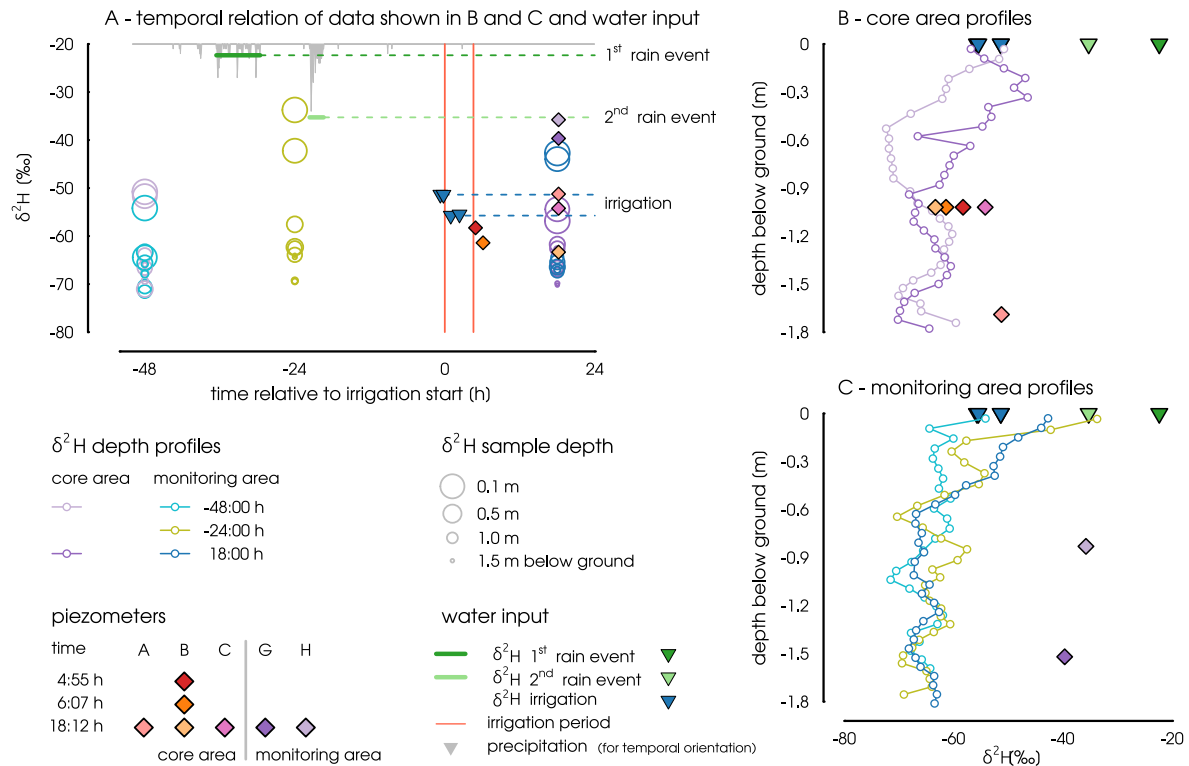 A - temporal relation of data shown in B and C and water input
-20
-30
-40
-50
-60
-70
-80
δ²H [‰]
1st rain event
2nd rain event
irrigation
-48
-24
0
24
time relative to irrigation start [h]
B - core area profiles
0
-0.3
-0.6
-0.9
-1.2
-1.5
-1.8
depth below ground [m]
C - monitoring area profiles
0
-0.3
-0.6
-0.9
-1.2
-1.5
-1.8
depth below ground [m]
-80
-60
-40
-20
δ²H[‰]
δ²H depth profiles
core area monitoring area
-48:00 h
-24:00 h
18:00 h
δ²H sample depth
0.1 m
0.5 m
1.0 m
1.5 m below ground
piezometers
time A B C G H
4:55 h
6:07 h
18:12 h
core area monitoring area
water input
δ²H 1st rain event
δ²H 2nd rain event
δ²H irrigation
irrigation period
precipitation (for temporal orientation)